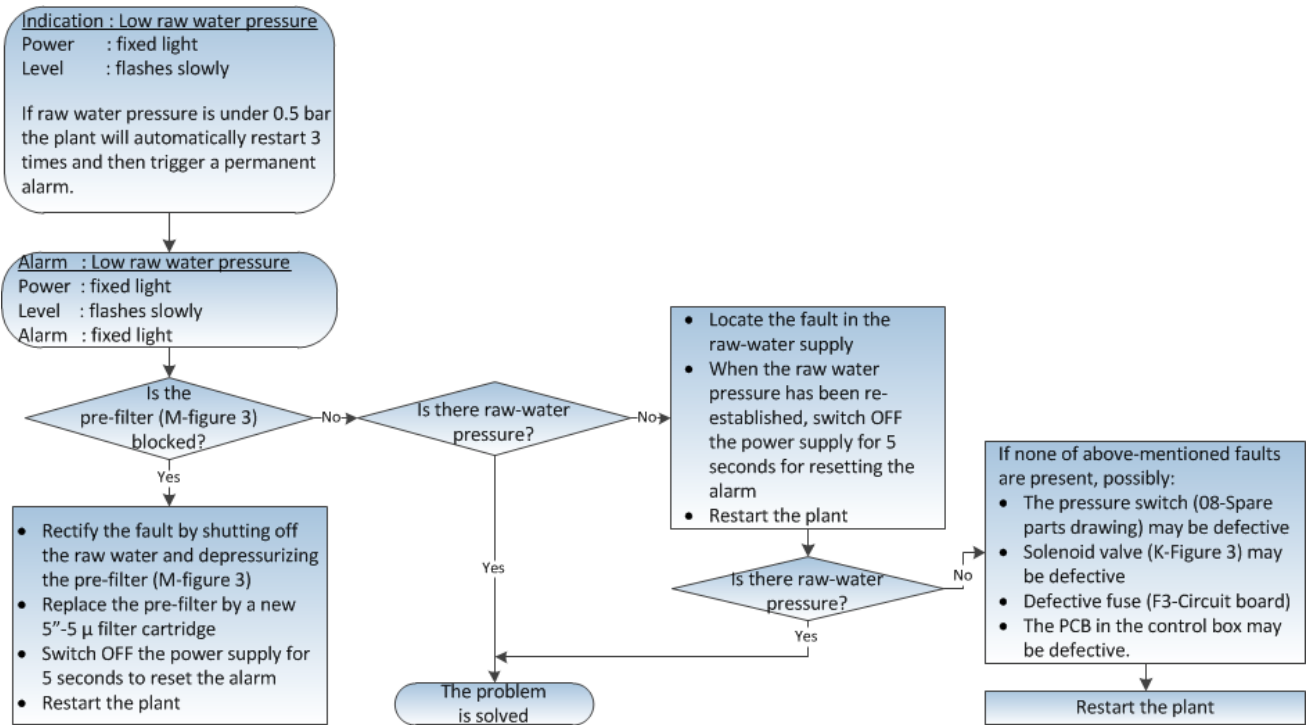 Indication : Low raw water pressure
Power : fixed light
Level : flashes slowly
If raw water pressure is under 0.5 bar
the plant will automatically restart 3
times and then trigger a permanent
alarm.
Alarm : Low raw water pressure
Power : fixed light
Level : flashes slowly
Alarm : fixed light
Is the
pre-filter (M-figure 3)
blocked?
No
Yes
• Rectify the fault by shutting off
the raw water and depressurizing
the pre-filter (M-figure 3)
• Replace the pre-filter by a new
5”-5 µ filter cartridge
• Switch OFF the power supply for
5 seconds to reset the alarm
• Restart the plant
Is there raw-water
pressure?
No
Yes
• Locate the fault in the
raw-water supply
• When the raw water
pressure has been re-
established, switch OFF
the power supply for 5
seconds for resetting the
alarm
• Restart the plant
Is there raw-water
pressure?
No
Yes
The problem
is solved
If none of above-mentioned faults
are present, possibly:
• The pressure switch (08-Spare
parts drawing) may be defective
• Solenoid valve (K-Figure 3) may
be defective
• Defective fuse (F3-Circuit board)
• The PCB in the control box may
be defective.
Restart the plant